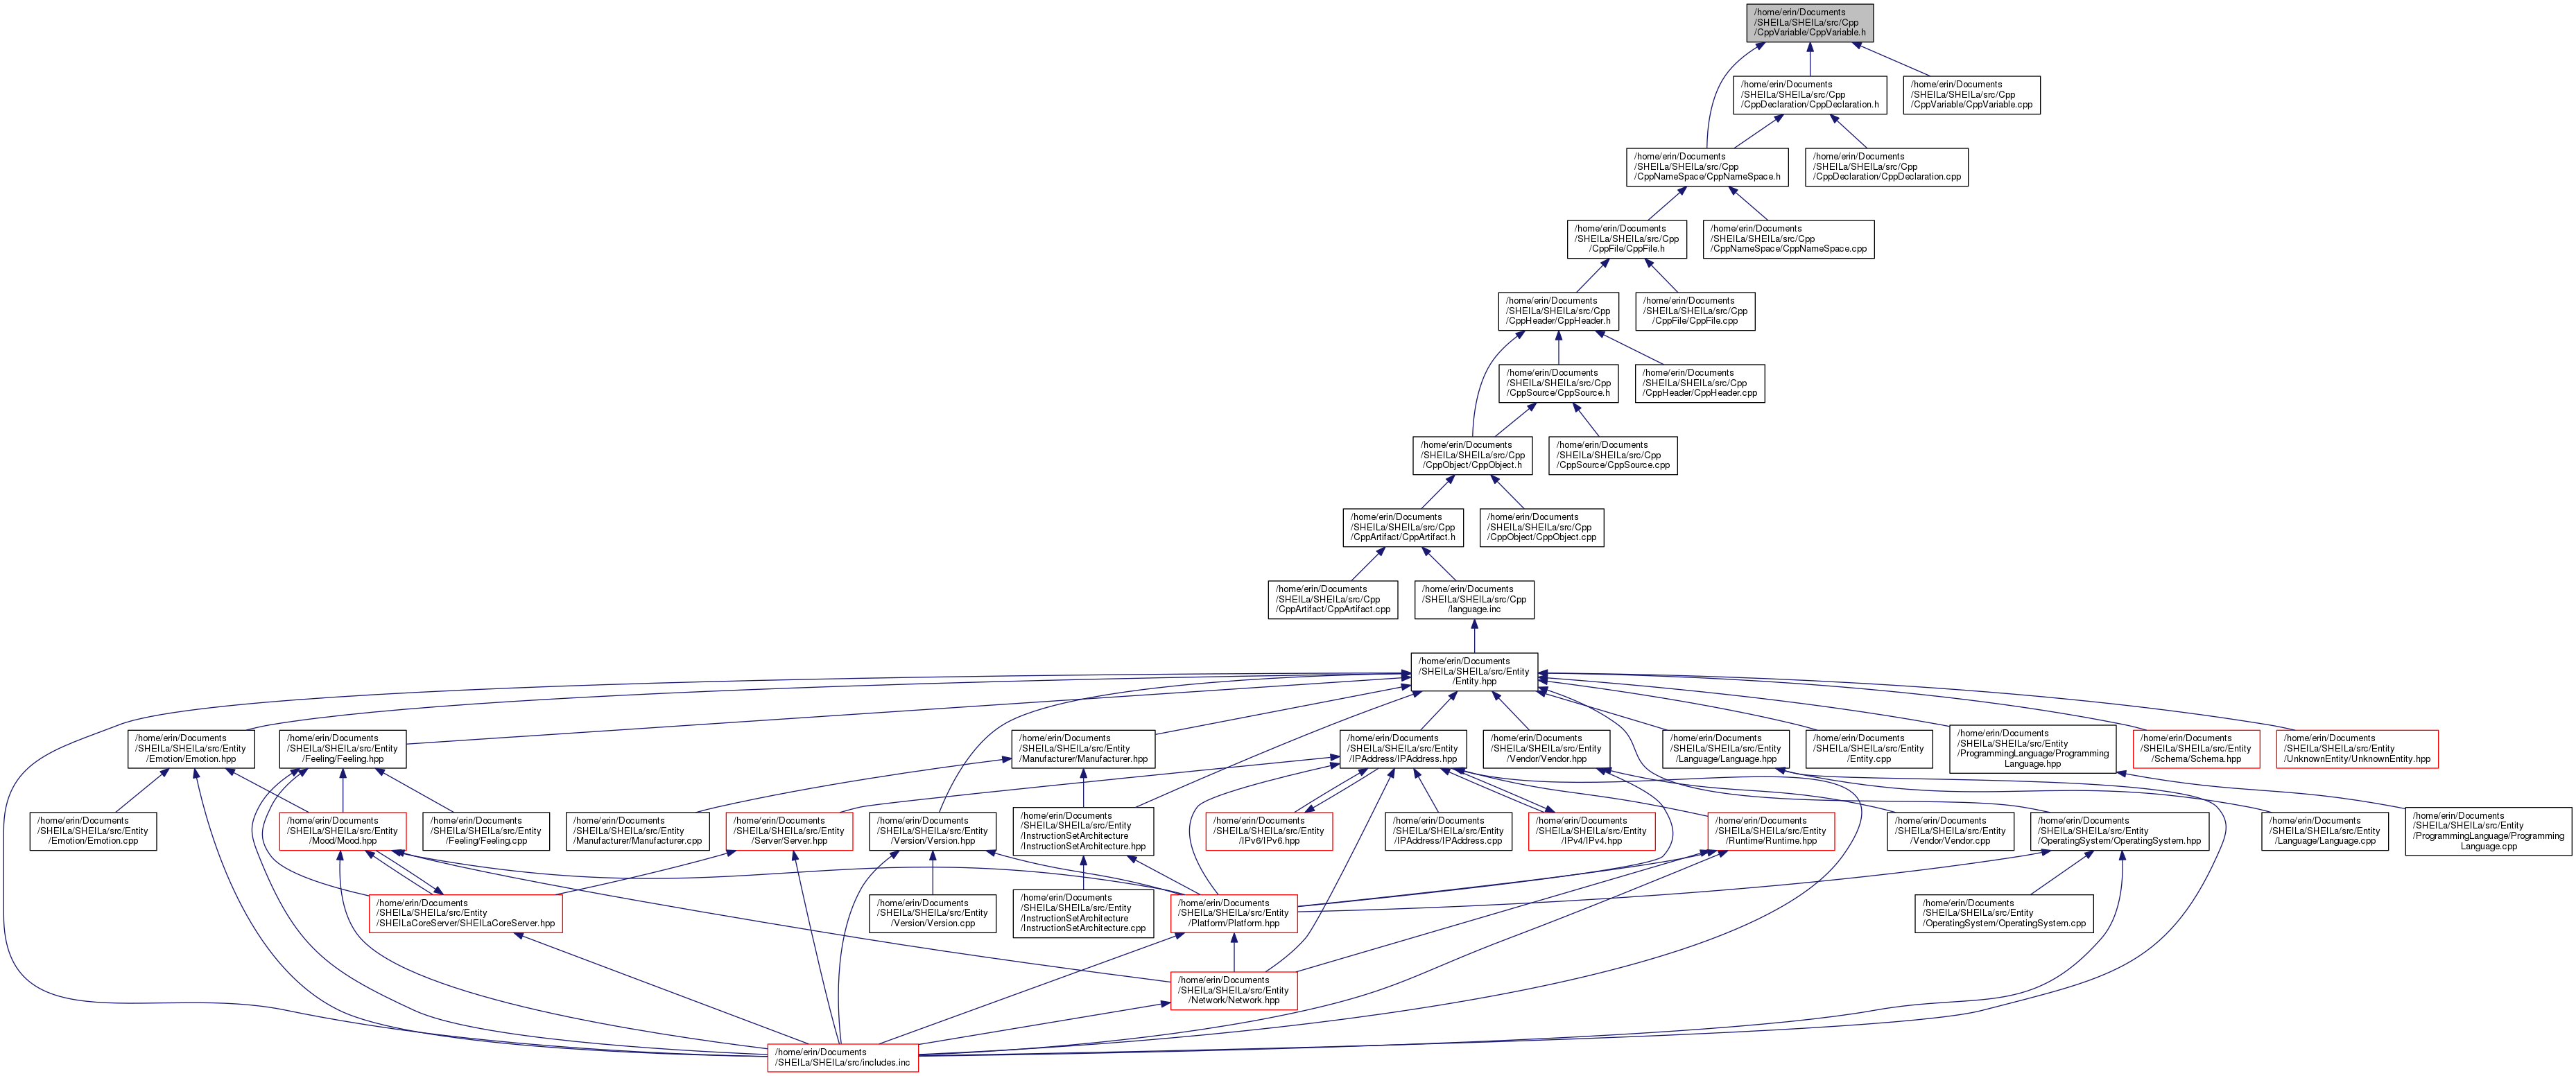 /home/erin/Documents
/SHEILa/SHEILa/src/Cpp
/CppVariable/CppVariable.h
/home/erin/Documents
/SHEILa/SHEILa/src/Cpp
/CppDeclaration/CppDeclaration.h
/home/erin/Documents
/SHEILa/SHEILa/src/Cpp
/CppVariable/CppVariable.cpp
/home/erin/Documents
/SHEILa/SHEILa/src/Cpp
/CppNameSpace/CppNameSpace.h
/home/erin/Documents
/SHEILa/SHEILa/src/Cpp
/CppDeclaration/CppDeclaration.cpp
/home/erin/Documents
/SHEILa/SHEILa/src/Cpp
/CppFile/CppFile.h
/home/erin/Documents
/SHEILa/SHEILa/src/Cpp
/CppNameSpace/CppNameSpace.cpp
/home/erin/Documents
/SHEILa/SHEILa/src/Cpp
/CppHeader/CppHeader.h
/home/erin/Documents
/SHEILa/SHEILa/src/Cpp
/CppFile/CppFile.cpp
/home/erin/Documents
/SHEILa/SHEILa/src/Cpp
/CppSource/CppSource.h
/home/erin/Documents
/SHEILa/SHEILa/src/Cpp
/CppHeader/CppHeader.cpp
/home/erin/Documents
/SHEILa/SHEILa/src/Cpp
/CppObject/CppObject.h
/home/erin/Documents
/SHEILa/SHEILa/src/Cpp
/CppSource/CppSource.cpp
/home/erin/Documents
/SHEILa/SHEILa/src/Cpp
/CppArtifact/CppArtifact.h
/home/erin/Documents
/SHEILa/SHEILa/src/Cpp
/CppObject/CppObject.cpp
/home/erin/Documents
/SHEILa/SHEILa/src/Cpp
/CppArtifact/CppArtifact.cpp
/home/erin/Documents
/SHEILa/SHEILa/src/Cpp
/language.inc
/home/erin/Documents
/SHEILa/SHEILa/src/Entity
/Entity.hpp
/home/erin/Documents
/SHEILa/SHEILa/src/Entity
/Emotion/Emotion.hpp
/home/erin/Documents
/SHEILa/SHEILa/src/Entity
/Feeling/Feeling.hpp
/home/erin/Documents
/SHEILa/SHEILa/src/Entity
/Manufacturer/Manufacturer.hpp
/home/erin/Documents
/SHEILa/SHEILa/src/Entity
/IPAddress/IPAddress.hpp
/home/erin/Documents
/SHEILa/SHEILa/src/Entity
/Vendor/Vendor.hpp
/home/erin/Documents
/SHEILa/SHEILa/src/Entity
/Language/Language.hpp
/home/erin/Documents
/SHEILa/SHEILa/src/Entity
/Entity.cpp
/home/erin/Documents
/SHEILa/SHEILa/src/Entity
/ProgrammingLanguage/Programming
Language.hpp
/home/erin/Documents
/SHEILa/SHEILa/src/Entity
/Schema/Schema.hpp
/home/erin/Documents
/SHEILa/SHEILa/src/Entity
/UnknownEntity/UnknownEntity.hpp
/home/erin/Documents
/SHEILa/SHEILa/src/Entity
/Emotion/Emotion.cpp
/home/erin/Documents
/SHEILa/SHEILa/src/Entity
/Mood/Mood.hpp
/home/erin/Documents
/SHEILa/SHEILa/src/Entity
/Feeling/Feeling.cpp
/home/erin/Documents
/SHEILa/SHEILa/src/Entity
/Manufacturer/Manufacturer.cpp
/home/erin/Documents
/SHEILa/SHEILa/src/Entity
/Server/Server.hpp
/home/erin/Documents
/SHEILa/SHEILa/src/Entity
/Version/Version.hpp
/home/erin/Documents
/SHEILa/SHEILa/src/Entity
/InstructionSetArchitecture
/InstructionSetArchitecture.hpp
/home/erin/Documents
/SHEILa/SHEILa/src/Entity
/IPv6/IPv6.hpp
/home/erin/Documents
/SHEILa/SHEILa/src/Entity
/IPAddress/IPAddress.cpp
/home/erin/Documents
/SHEILa/SHEILa/src/Entity
/IPv4/IPv4.hpp
/home/erin/Documents
/SHEILa/SHEILa/src/Entity
/Runtime/Runtime.hpp
/home/erin/Documents
/SHEILa/SHEILa/src/Entity
/Vendor/Vendor.cpp
/home/erin/Documents
/SHEILa/SHEILa/src/Entity
/OperatingSystem/OperatingSystem.hpp
/home/erin/Documents
/SHEILa/SHEILa/src/Entity
/Language/Language.cpp
/home/erin/Documents
/SHEILa/SHEILa/src/Entity
/ProgrammingLanguage/Programming
Language.cpp
/home/erin/Documents
/SHEILa/SHEILa/src/Entity
/SHEILaCoreServer/SHEILaCoreServer.hpp
/home/erin/Documents
/SHEILa/SHEILa/src/Entity
/Version/Version.cpp
/home/erin/Documents
/SHEILa/SHEILa/src/Entity
/InstructionSetArchitecture
/InstructionSetArchitecture.cpp
/home/erin/Documents
/SHEILa/SHEILa/src/Entity
/Platform/Platform.hpp
/home/erin/Documents
/SHEILa/SHEILa/src/Entity
/OperatingSystem/OperatingSystem.cpp
/home/erin/Documents
/SHEILa/SHEILa/src/Entity
/Network/Network.hpp
/home/erin/Documents
/SHEILa/SHEILa/src/includes.inc